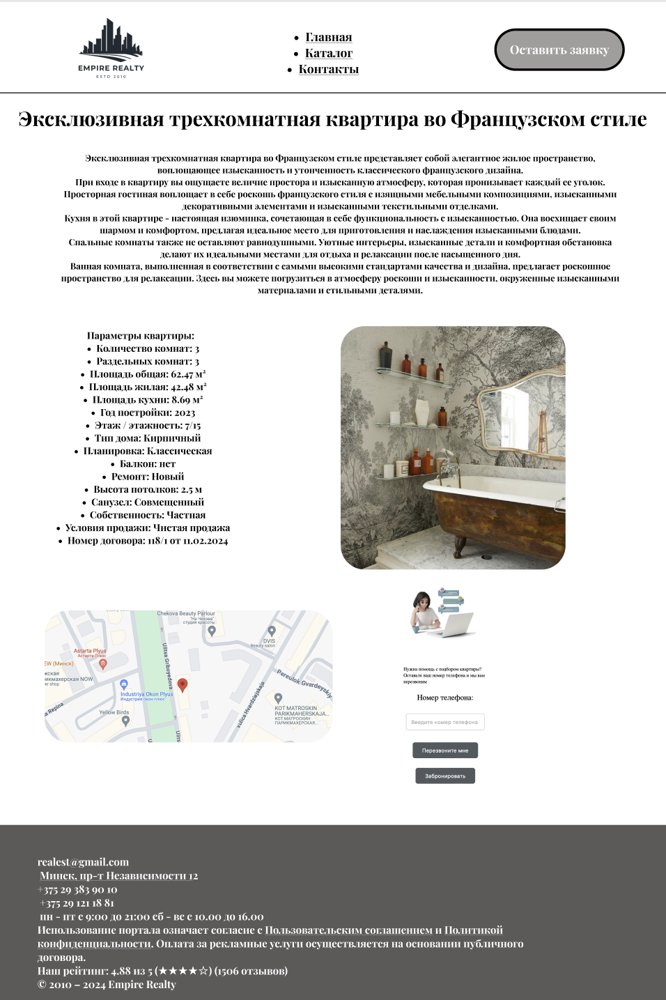 EMPIRE REALTY
ESTD 2010
• Главная
• Каталог
• Контакты
Оставить заявку
Эксклюзивная трехкомнатная квартира во Французском стиле
Эксклюзивная трехкомнатная квартира во Французском стиле представляет собой элегантное жилое пространство,
воплощающее изысканность и утонченность классического французского дизайна.
При входе в квартиру вы ощущаете величие простора и изысканную атмосферу, которая пронизывает каждый ее уголок.
Просторная гостиная воплощает в себе роскошь французского стиля с изящными мебельными композициями, изысканными
декоративными элементами и изысканными текстильными отделками.
Кухня в этой квартире - настоящая изюминка, сочетающая в себе функциональность с изысканностью. Она восхищает своим
шармом и комфортом, предлагая идеальное место для приготовления и наслаждения изысканными блюдами.
Спальные комнаты также не оставляют равнодушными. Уютные интерьеры, изысканные детали и комфортная обстановка
делают их идеальными местами для отдыха и релаксации после насыщенного дня.
Ванная комната, выполненная в соответствии с самыми высокими стандартами качества и дизайна, предлагает роскошное
пространство для релаксации. Здесь вы можете погрузиться в атмосферу роскоши и изысканности, окруженные изысканными
материалами и стильными деталями.
Параметры квартиры:
• Количество комнат: 3
• Раздельных комнат: 3
• Площадь общая: 62.47 м²
• Площадь жилая: 42.48 м²
• Площадь кухни: 8.69 м²
• Год постройки: 2023
• Этаж / этажность: 7/15
• Тип дома: Кирпичный
• Планировка: Классическая
• Балкон: нет
• Ремонт: Новый
• Высота потолков: 2.5 м
• Санузел: Совмещенный
• Собственность: Частная
• Условия продажи: Чистая продажа
• Номер договора: 118/1 от 11.02.2024
Chekova Beauty Parlour
"На Чехова"
студия красоты
DVIS
Beauty salon
Astarta Plyus
Астарта Плюс
EW (Минск)
жская
икмахерская NOW
er shop
Industriya Okon Plyus
Индустрия окон плюс
Yellow Birds
a Repina
Ulitsa Griboyedova
Ulits
Ulits
vulica Hvardziejskaja
Pereulok Gvardeyskiy
KOT MATROSKIN
PARIKMAHERSKAJA...
КОТ МАТРОСКИН
ПАРИКМАХЕРСКАЯ...
Нужна помощь с подбором квартиры?
Оставьте ваш номер телефона и мы вам
перезвоним
Номер телефона:
Введите номер телефона
Перезвоните мне
Забронировать
realest@gmail.com
Минск, пр-т Независимости 12
+375 29 383 90 10
+375 29 121 18 81
пн - пт с 9:00 до 21:00 сб - вс с 10.00 до 16.00
Использование портала означает согласие с Пользовательским соглашением и Политикой
конфиденциальности. Оплата за рекламные услуги осуществляется на основании публичного
договора.
Наш рейтинг: 4.88 из 5 (★★★★☆) (1506 отзывов)
© 2010 – 2024 Empire Realty